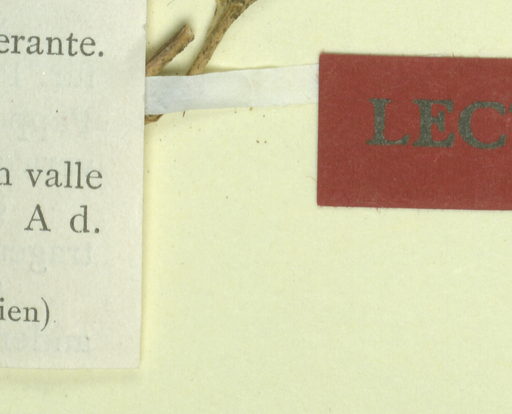 erante.
LEC
n valle
A d.
ien)